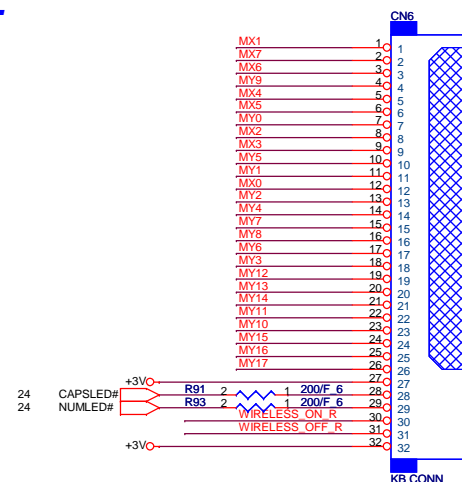 CN6
MX1 1 1
MX7 2 2
MX6 3 3
MY9 4 4
MX4 5 5
MX5 6 6
MY0 7 7
MX2 8 8
MX3 9 9
MY5 10 10
MY1 11 11
MX0 12 12
MY2 13 13
MY4 14 14
MY7 15 15
MY8 16 16
MY6 17 17
MY3 18 18
MY12 19 19
MY13 20 20
MY14 21 21
MY11 22 22
MY10 23 23
MY15 24 24
MY16 25 25
MY17 26 26
+3V 27 27
24 CAPSLED# R91 2 1 200/F_6 28 28
24 NUMLED# R93 2 1 200/F_6 29 29
WIRELESS_ON_R 30 30
WIRELESS_OFF_R 31 31
+3V 32 32
KB CONN